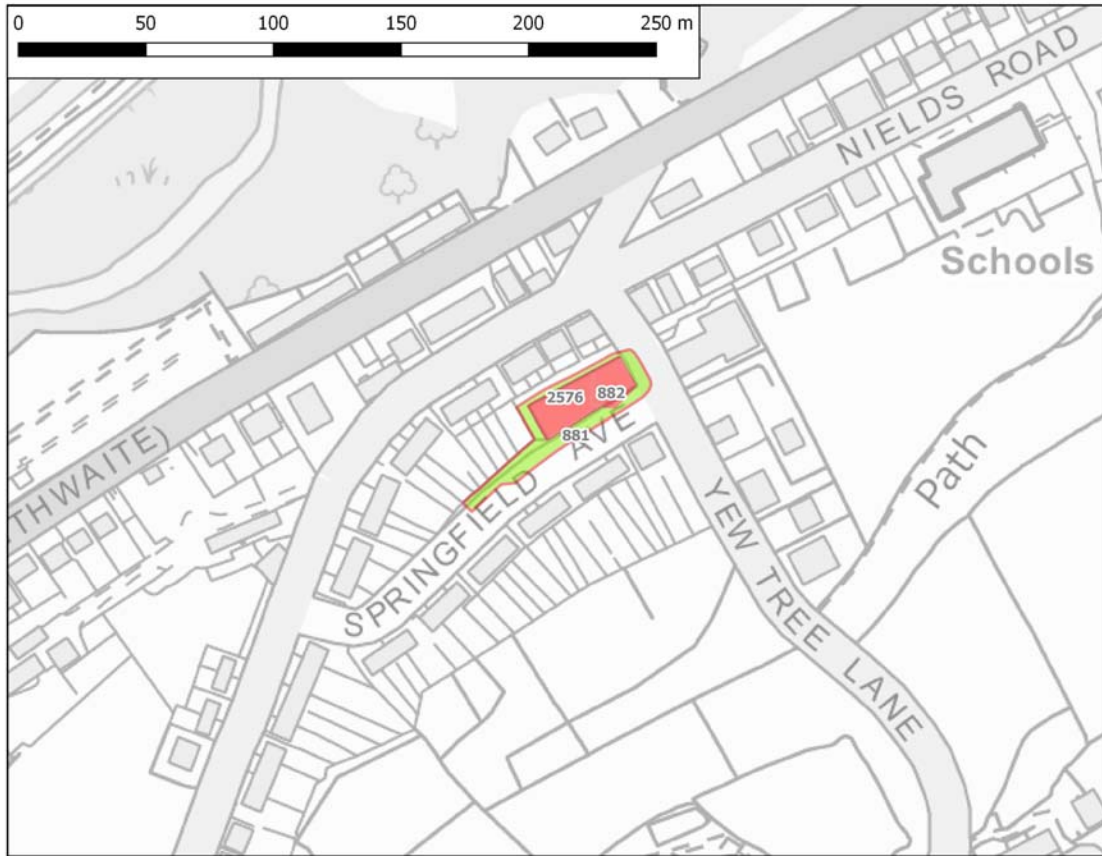 0 50 100 150 200 250 m
NIELDS ROAD
Schools
2576 882
881
AVE
SPRINGFIELD
THWAITE)
Path
YEW TREE LANE